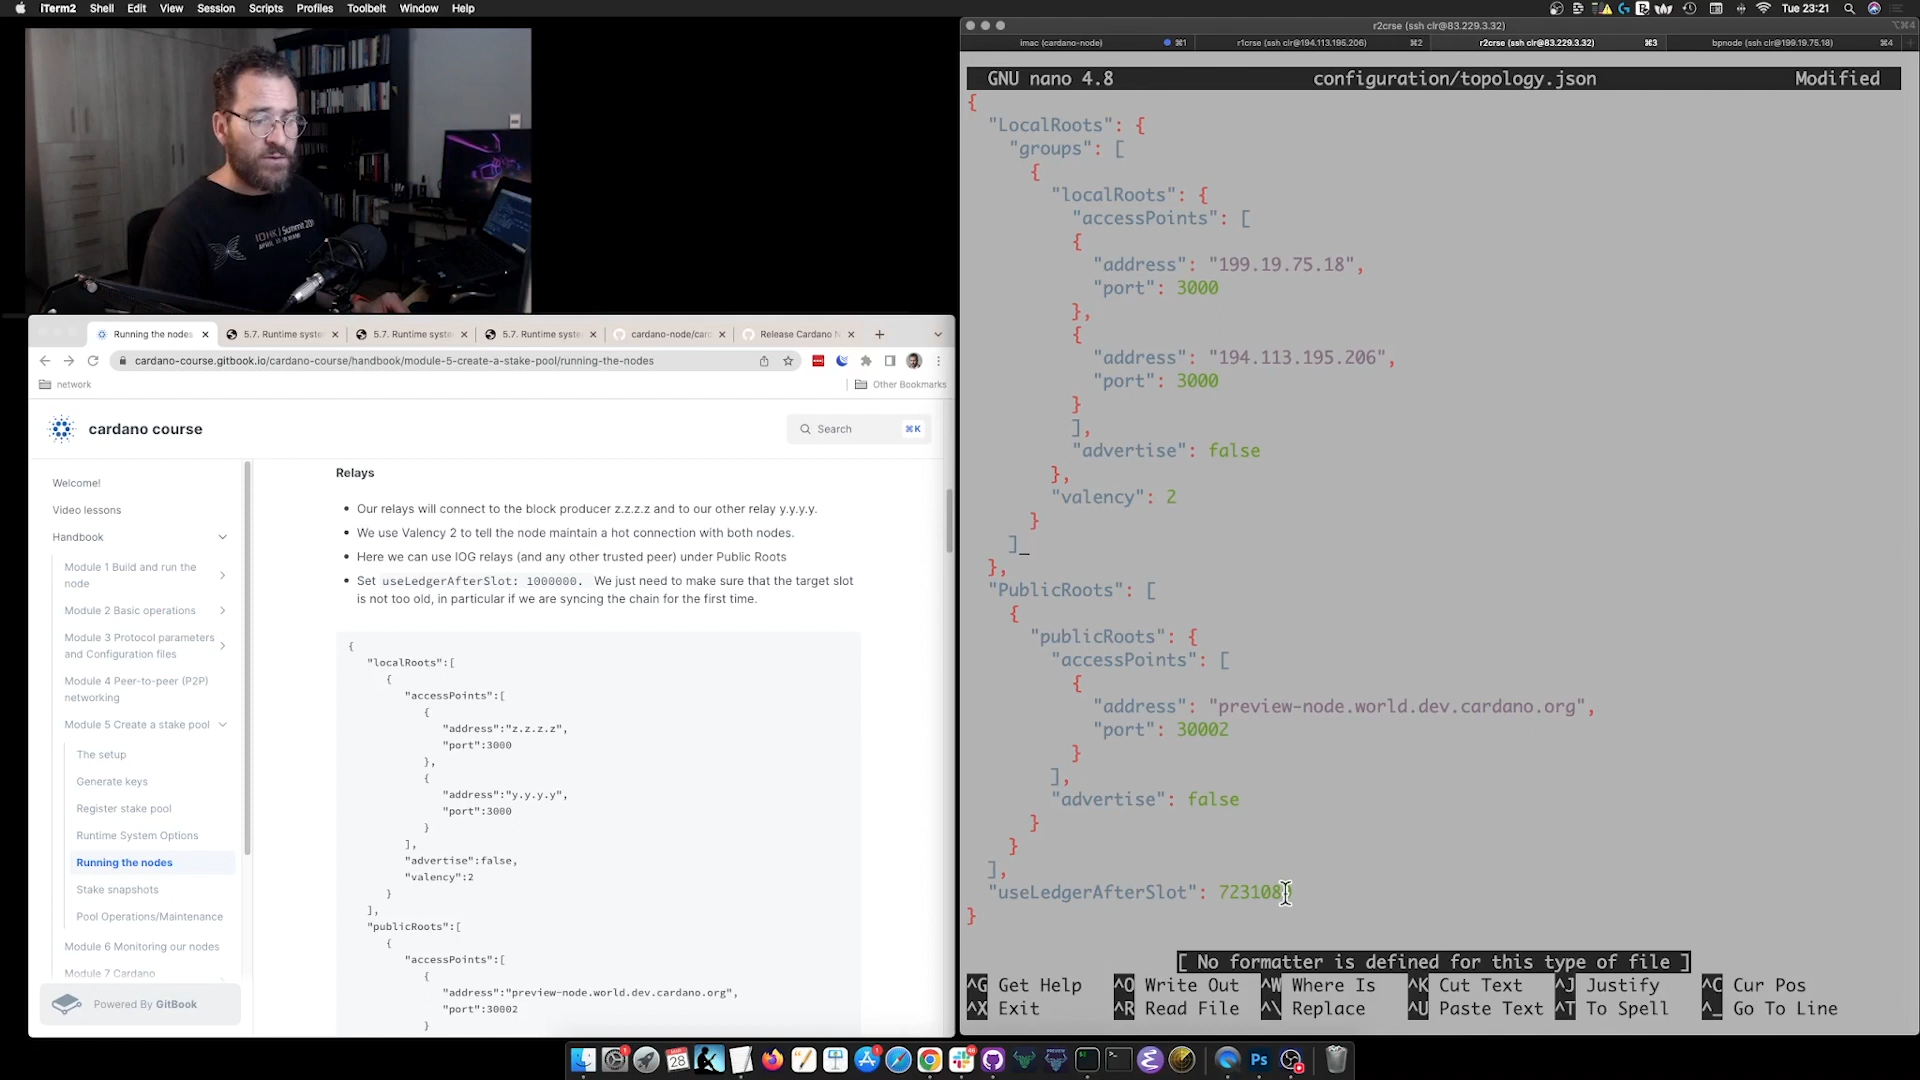 iTerm2 Shell Edit View Session Scripts Profiles Toolbelt Window Help
Tue 23:21
IOHK | Summit 20
Running the nodes
5.7. Runtime syste
5.7. Runtime syste
5.7. Runtime syste
cardano-node/card
Release Cardano N
cardano-course.gitbook.io/cardano-course/handbook/module-5-create-a-stake-pool/running-the-nodes
network
Other Bookmarks
cardano course
Search
⌘K
Welcome!
Video lessons
Handbook
Module 1 Build and run the
node
Module 2 Basic operations
Module 3 Protocol parameters
and Configuration files
Module 4 Peer-to-peer (P2P)
networking
Module 5 Create a stake pool
The setup
Generate keys
Register stake pool
Runtime System Options
Running the nodes
Stake snapshots
Pool Operations/Maintenance
Module 6 Monitoring our nodes
Module 7 Cardano
Powered By GitBook
Relays
• Our relays will connect to the block producer z.z.z.z and to our other relay y.y.y.y.
• We use Valency 2 to tell the node maintain a hot connection with both nodes.
• Here we can use IOG relays (and any other trusted peer) under Public Roots
• Set useLedgerAfterSlot: 1000000. We just need to make sure that the target slot
is not too old, in particular if we are syncing the chain for the first time.
{
"localRoots":[
{
"accessPoints":[
{
"address":"z.z.z.z",
"port":3000
},
{
"address":"y.y.y.y",
"port":3000
}
],
"advertise":false,
"valency":2
}
],
"publicRoots":[
{
"accessPoints":[
{
"address":"preview-node.world.dev.cardano.org",
"port":30002
}
r2crse (ssh clr@83.229.3.32)
⌥⌘4
imac (cardano-node) ⌘1
r1crse (ssh clr@194.113.195.206) ⌘2
r2crse (ssh clr@83.229.3.32) ⌘3
bpnode (ssh clr@199.19.75.18) ⌘4
GNU nano 4.8 configuration/topology.json Modified
{
"LocalRoots": {
"groups": [
{
"localRoots": {
"accessPoints": [
{
"address": "199.19.75.18",
"port": 3000
},
{
"address": "194.113.195.206",
"port": 3000
}
],
"advertise": false
},
"valency": 2
}
]_
},
"PublicRoots": [
{
"publicRoots": {
"accessPoints": [
{
"address": "preview-node.world.dev.cardano.org",
"port": 30002
}
],
"advertise": false
}
}
],
"useLedgerAfterSlot":
}
[ No formatter is defined for this type of file ]
^G Get Help ^O Write Out ^W Where Is ^K Cut Text ^J Justify ^C Cur Pos
^X Exit ^R Read File ^\ Replace ^U Paste Text ^T To Spell ^_ Go To Line